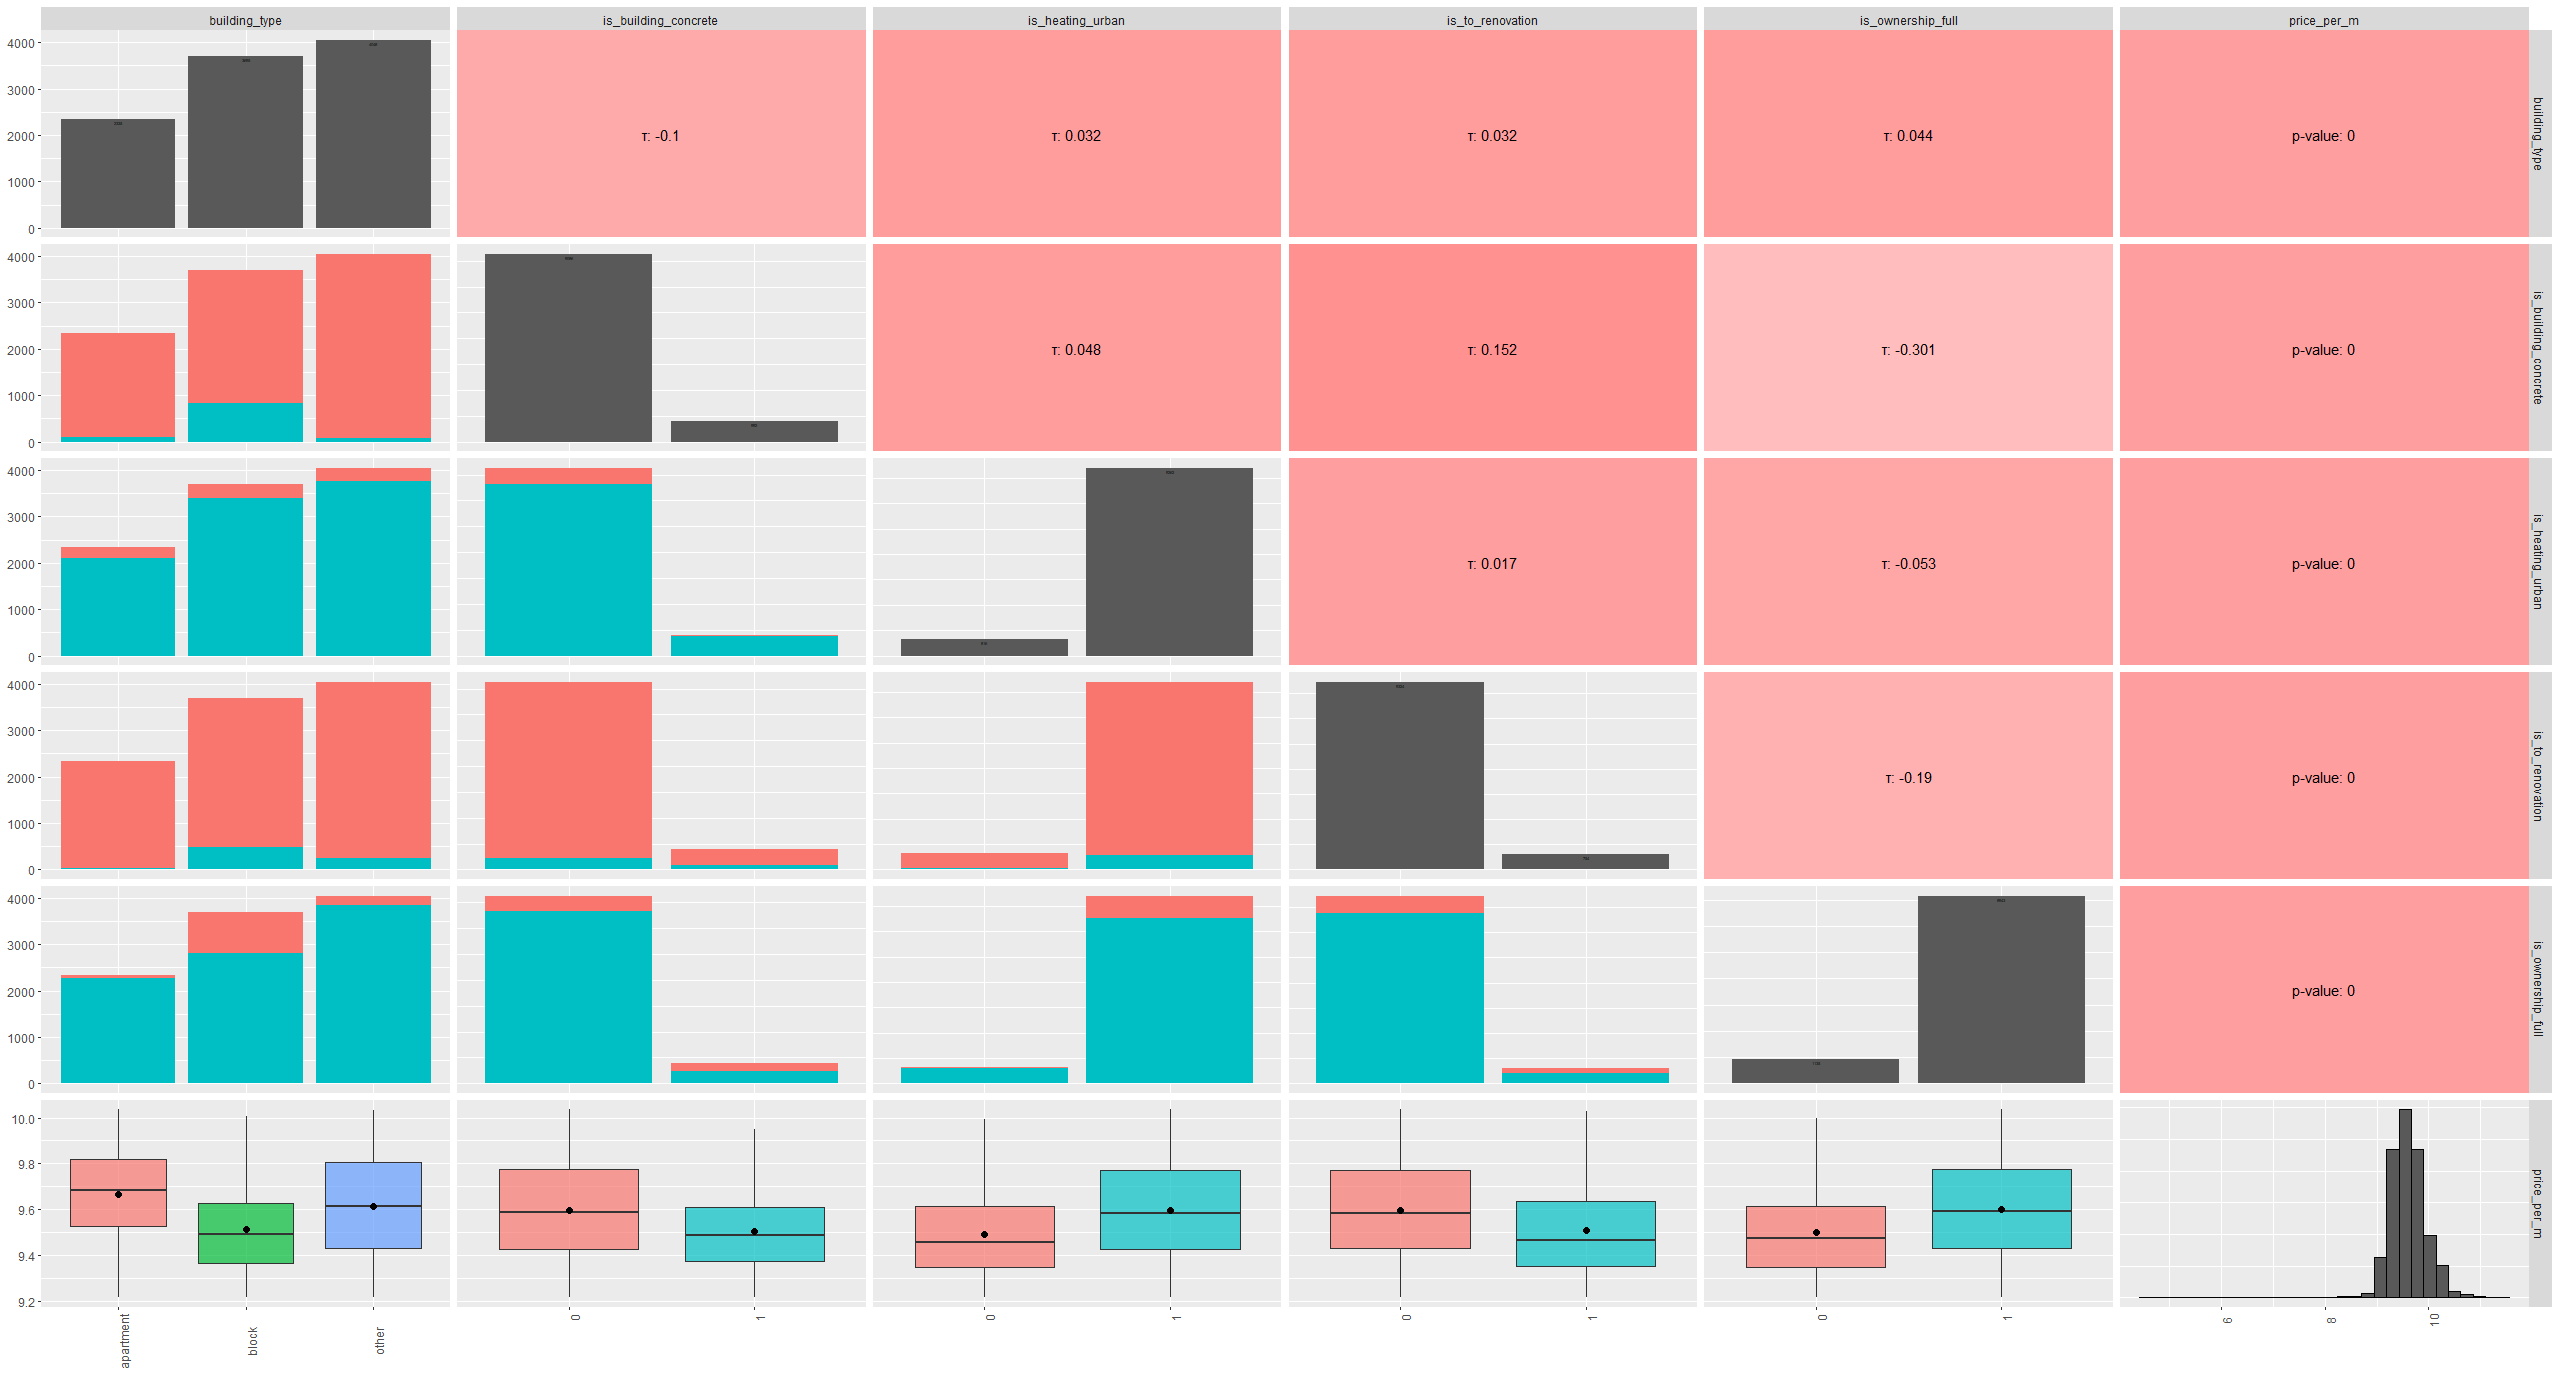 building_type
is_building_concrete
is_heating_urban
is_to_renovation
is_ownership_full
price_per_m
4000
3000
2000
1000
0
τ: -0.1
τ: 0.032
τ: 0.032
τ: 0.044
p-value: 0
building_type
4000
3000
2000
1000
0
τ: 0.048
τ: 0.152
τ: -0.301
p-value: 0
is_building_concrete
4000
3000
2000
1000
0
τ: 0.017
τ: -0.053
p-value: 0
is_heating_urban
4000
3000
2000
1000
0
τ: -0.19
p-value: 0
is_to_renovation
4000
3000
2000
1000
0
p-value: 0
is_ownership_full
10.0
9.8
9.6
9.4
9.2
price_per_m
apartment
block
other
0
1
0
1
0
1
0
1
6
8
10